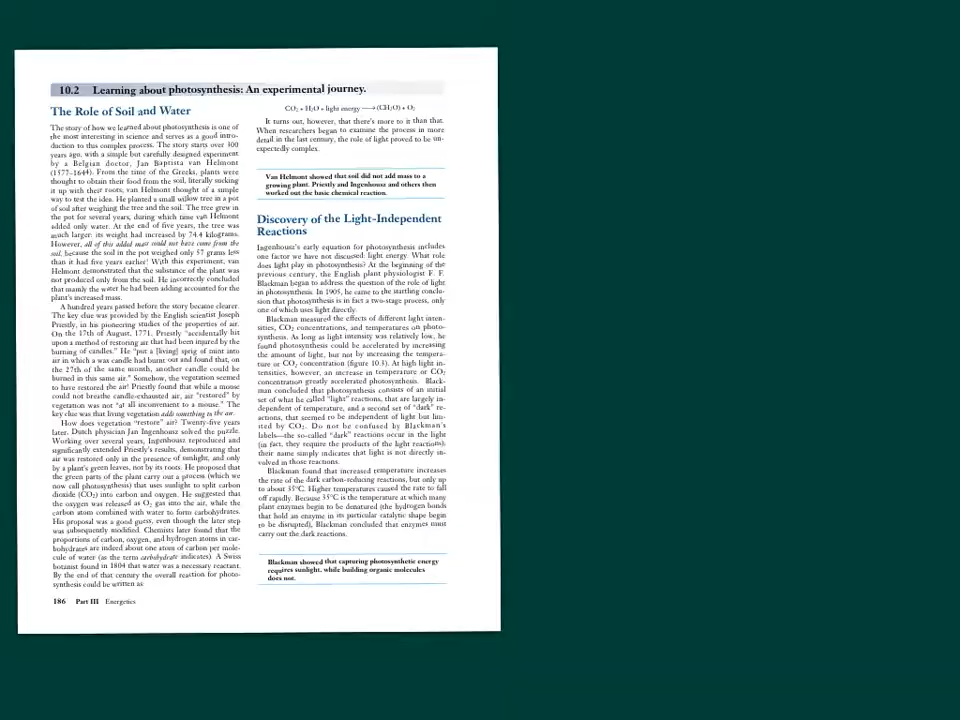 10.2 Learning about photosynthesis: An experimental journey.
The Role of Soil and Water
The story of how we learned about photosynthesis is one of
the most interesting in science and serves as a good intro-
duction to this complex process. The story starts over 300
years ago, with a simple but carefully designed experiment
by a Belgian doctor, Jan Baptista van Helmont
(1577–1644). From the time of the Greeks, plants were
thought to obtain their food from the soil, literally sucking
it up with their roots; van Helmont thought of a simple
way to test the idea. He planted a small willow tree in a pot
of soil after weighing the tree and the soil. The tree grew in
the pot for several years, during which time van Helmont
added only water. At the end of five years, the tree was
much larger: its weight had increased by 74.4 kilograms.
However, all of this added mass could not have come from the
soil, because the soil in the pot weighed only 57 grams less
than it had five years earlier! With this experiment, van
Helmont demonstrated that the substance of the plant was
not produced only from the soil. He incorrectly concluded
that mainly the water he had been adding accounted for the
plant's increased mass.
A hundred years passed before the story became clearer.
The key clue was provided by the English scientist Joseph
Priestly, in his pioneering studies of the properties of air.
On the 17th of August, 1771, Priestly "accidentally hit
upon a method of restoring air that had been injured by the
burning of candles." He "put a [living] sprig of mint into
air in which a wax candle had burnt out and found that, on
the 27th of the same month, another candle could be
burned in this same air." Somehow, the vegetation seemed
to have restored the air! Priestly found that while a mouse
could not breathe candle-exhausted air, air "restored" by
vegetation was not "at all inconvenient to a mouse." The
key clue was that living vegetation adds something to the air.
How does vegetation "restore" air? Twenty-five years
later, Dutch physician Jan Ingenhousz solved the puzzle.
Working over several years, Ingenhousz reproduced and
significantly extended Priestly's results, demonstrating that
air was restored only in the presence of sunlight, and only
by a plant's green leaves, not by its roots. He proposed that
the green parts of the plant carry out a process (which we
now call photosynthesis) that uses sunlight to split carbon
dioxide (CO₂) into carbon and oxygen. He suggested that
the oxygen was released as O₂ gas into the air, while the
carbon atom combined with water to form carbohydrates.
His proposal was a good guess, even though the later step
was subsequently modified. Chemists later found that the
proportions of carbon, oxygen, and hydrogen atoms in car-
bohydrates are indeed about one atom of carbon per mole-
cule of water (as the term carbohydrate indicates). A Swiss
botanist found in 1804 that water was a necessary reactant.
By the end of that century the overall reaction for photo-
synthesis could be written as:
CO₂ + H₂O + light energy ⟶ (CH₂O) + O₂
It turns out, however, that there's more to it than that.
When researchers began to examine the process in more
detail in the last century, the role of light proved to be un-
expectedly complex.
Van Helmont showed that soil did not add mass to a
growing plant. Priestly and Ingenhousz and others then
worked out the basic chemical reaction.
Discovery of the Light-Independent
Reactions
Ingenhousz's early equation for photosynthesis includes
one factor we have not discussed: light energy. What role
does light play in photosynthesis? At the beginning of the
previous century, the English plant physiologist F. F.
Blackman began to address the question of the role of light
in photosynthesis. In 1905, he came to the startling conclu-
sion that photosynthesis is in fact a two-stage process, only
one of which uses light directly.
Blackman measured the effects of different light inten-
sities, CO₂ concentrations, and temperatures on photo-
synthesis. As long as light intensity was relatively low, he
found photosynthesis could be accelerated by increasing
the amount of light, but not by increasing the tempera-
ture or CO₂ concentration (figure 10.3). At high light in-
tensities, however, an increase in temperature or CO₂
concentration greatly accelerated photosynthesis. Black-
man concluded that photosynthesis consists of an initial
set of what he called "light" reactions, that are largely in-
dependent of temperature, and a second set of "dark" re-
actions, that seemed to be independent of light but lim-
ited by CO₂. Do not be confused by Blackman's
labels—the so-called "dark" reactions occur in the light
(in fact, they require the products of the light reactions);
their name simply indicates that light is not directly in-
volved in those reactions.
Blackman found that increased temperature increases
the rate of the dark carbon-reducing reactions, but only up
to about 35°C. Higher temperatures caused the rate to fall
off rapidly. Because 35°C is the temperature at which many
plant enzymes begin to be denatured (the hydrogen bonds
that hold an enzyme in its particular catalytic shape begin
to be disrupted), Blackman concluded that enzymes must
carry out the dark reactions.
Blackman showed that capturing photosynthetic energy
requires sunlight, while building organic molecules
does not.
186 Part III Energetics